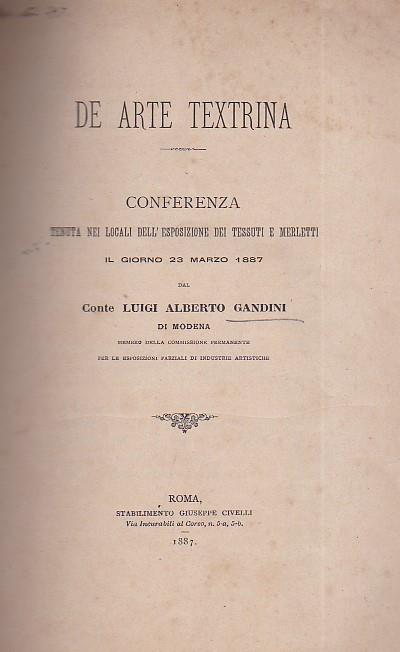 DE ARTE TEXTRINA
CONFERENZA
TENUTA NEI LOCALI DELL'ESPOSIZIONE DEI TESSUTI E MERLETTI
IL GIORNO 23 MARZO 1887
DAL
Conte LUIGI ALBERTO GANDINI
DI MODENA
MEMBRO DELLA COMMISSIONE PERMANENTE
PER LE ESPOSIZIONI PARZIALI DI INDUSTRIE ARTISTICHE
ROMA,
STABILIMENTO GIUSEPPE CIVELLI
Via Incurabili al Corso, n. 5-a, 5-b.
1887.